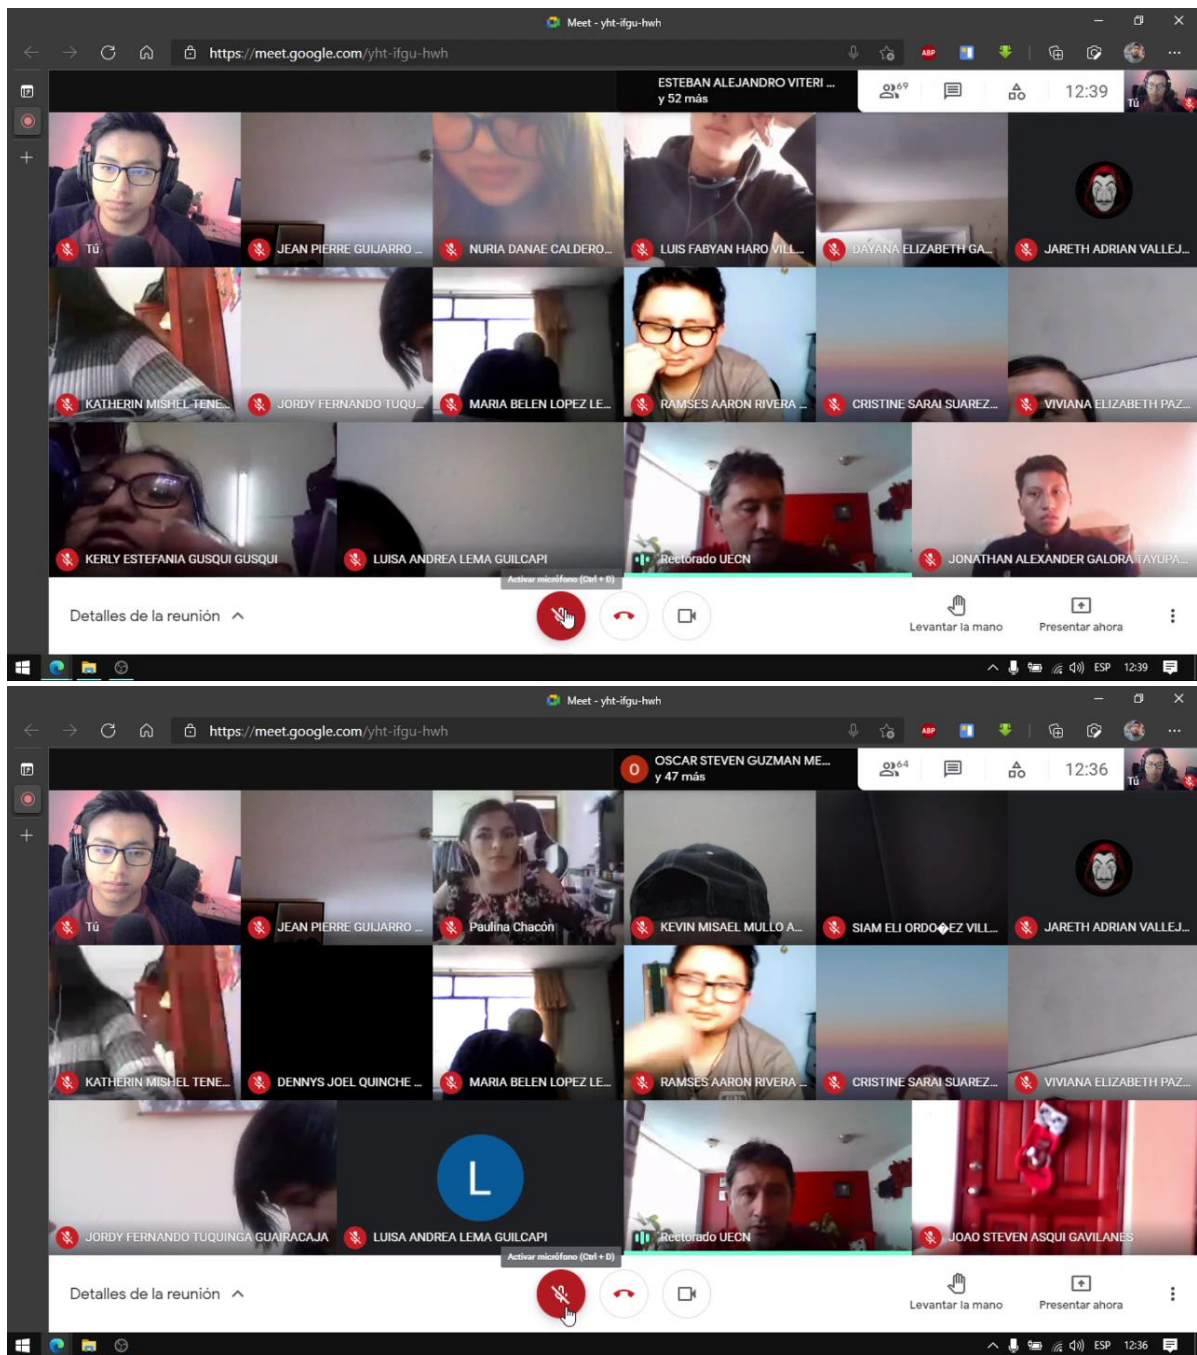 Meet - yht-ifgu-hwh
https://meet.google.com/yht-ifgu-hwh
ABP
ESTEBAN ALEJANDRO VITERI ...
y 52 más
69
12:39
Tú
Tú
JEAN PIERRE GUIJARRO ...
NURIA DANAE CALDERO...
LUIS FABYAN HARO VILL...
DAYANA ELIZABETH GA...
JARETH ADRIAN VALLEJ...
KATHERIN MISHEL TENE...
JORDY FERNANDO TUQU...
MARIA BELEN LOPEZ LE...
RAMSES AARON RIVERA ...
CRISTINE SARAI SUAREZ...
VIVIANA ELIZABETH PAZ...
KERLY ESTEFANIA GUSQUI GUSQUI
LUISA ANDREA LEMA GUILCAPI
Rectorado UECN
JONATHAN ALEXANDER GALORA TAYUPA...
Activar micrófono (Ctrl + D)
Detalles de la reunión
Levantar la mano
Presentar ahora
ESP
12:39
Meet - yht-ifgu-hwh
https://meet.google.com/yht-ifgu-hwh
ABP
O
OSCAR STEVEN GUZMAN ME...
y 47 más
64
12:36
Tú
Tú
JEAN PIERRE GUIJARRO ...
Paulina Chacón
KEVIN MISAEL MULLO A...
SIAM ELI ORDO�EZ VILL...
JARETH ADRIAN VALLEJ...
KATHERIN MISHEL TENE...
DENNYS JOEL QUINCHE ...
MARIA BELEN LOPEZ LE...
RAMSES AARON RIVERA ...
CRISTINE SARAI SUAREZ...
VIVIANA ELIZABETH PAZ...
L
JORDY FERNANDO TUQUINGA GUAIRACAJA
LUISA ANDREA LEMA GUILCAPI
Rectorado UECN
JOAO STEVEN ASQUI GAVILANES
Activar micrófono (Ctrl + D)
Detalles de la reunión
Levantar la mano
Presentar ahora
ESP
12:36